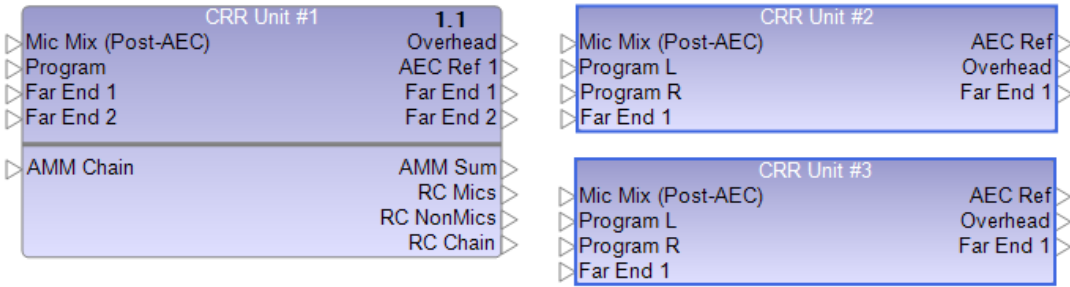 CRR Unit #1 1.1
Mic Mix (Post-AEC) Overhead
Program AEC Ref 1
Far End 1 Far End 1
Far End 2 Far End 2
AMM Chain AMM Sum
RC Mics
RC NonMics
RC Chain
CRR Unit #2
Mic Mix (Post-AEC) AEC Ref
Program L Overhead
Program R Far End 1
Far End 1
CRR Unit #3
Mic Mix (Post-AEC) AEC Ref
Program L Overhead
Program R Far End 1
Far End 1